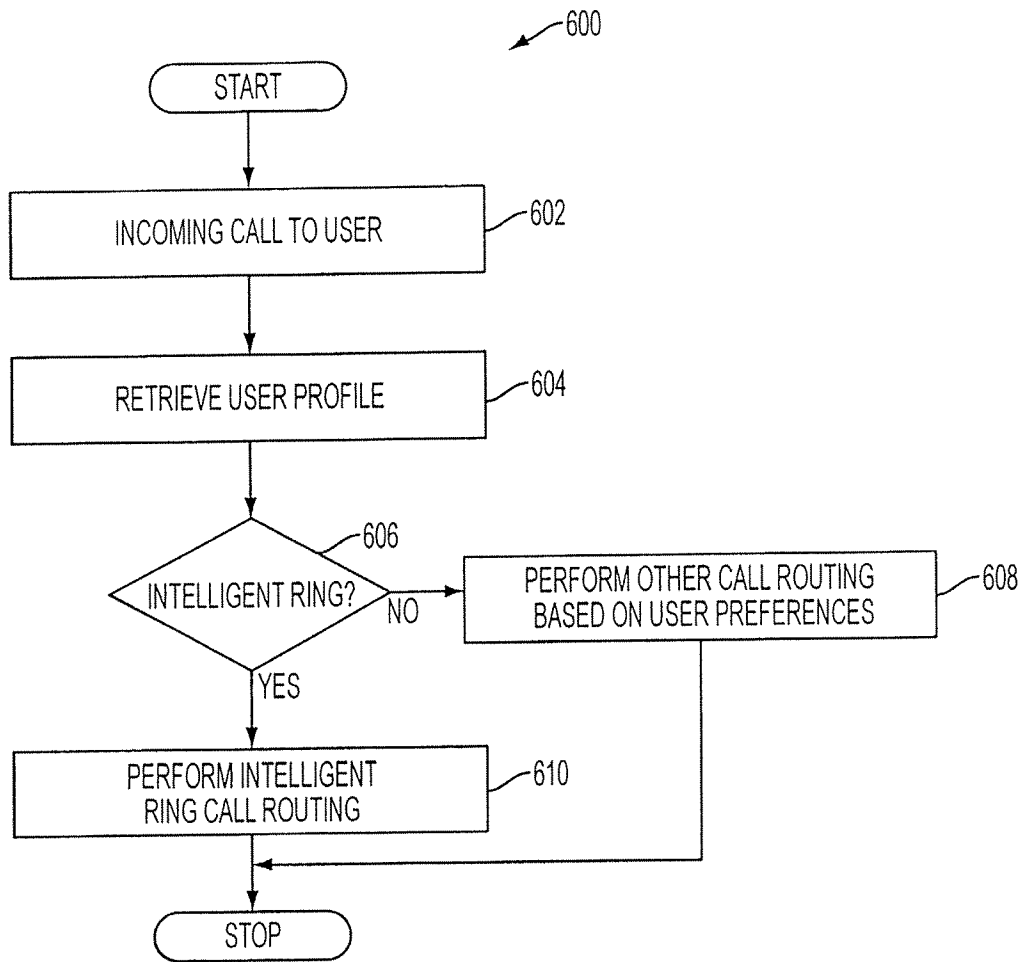 600
START
INCOMING CALL TO USER
602
RETRIEVE USER PROFILE
604
606
INTELLIGENT RING?
NO
PERFORM OTHER CALL ROUTING
BASED ON USER PREFERENCES
608
YES
PERFORM INTELLIGENT
RING CALL ROUTING
610
STOP